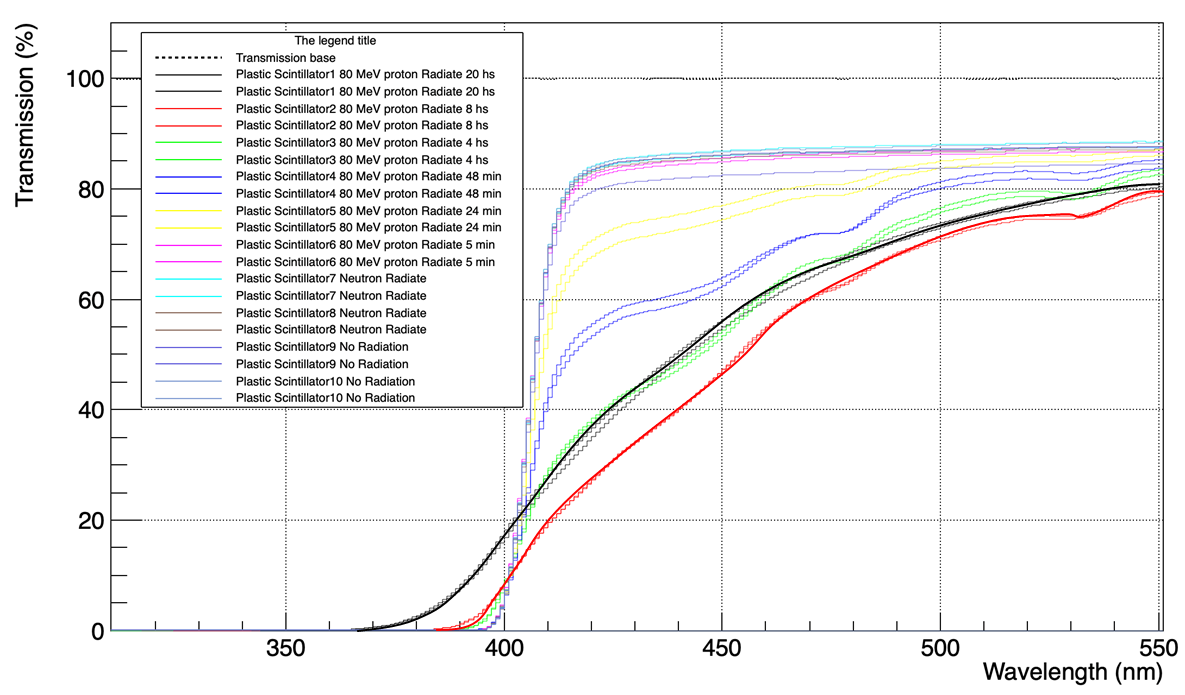 Transmission (%)
The legend title
Transmission base
Plastic Scintillator1 80 MeV proton Radiate 20 hs
Plastic Scintillator1 80 MeV proton Radiate 20 hs
Plastic Scintillator2 80 MeV proton Radiate 8 hs
Plastic Scintillator2 80 MeV proton Radiate 8 hs
Plastic Scintillator3 80 MeV proton Radiate 4 hs
Plastic Scintillator3 80 MeV proton Radiate 4 hs
Plastic Scintillator4 80 MeV proton Radiate 48 min
Plastic Scintillator4 80 MeV proton Radiate 48 min
Plastic Scintillator5 80 MeV proton Radiate 24 min
Plastic Scintillator5 80 MeV proton Radiate 24 min
Plastic Scintillator6 80 MeV proton Radiate 5 min
Plastic Scintillator6 80 MeV proton Radiate 5 min
Plastic Scintillator7 Neutron Radiate
Plastic Scintillator7 Neutron Radiate
Plastic Scintillator8 Neutron Radiate
Plastic Scintillator8 Neutron Radiate
Plastic Scintillator9 No Radiation
Plastic Scintillator9 No Radiation
Plastic Scintillator10 No Radiation
Plastic Scintillator10 No Radiation
100
80
60
40
20
0
350 400 450 500 550
Wavelength (nm)